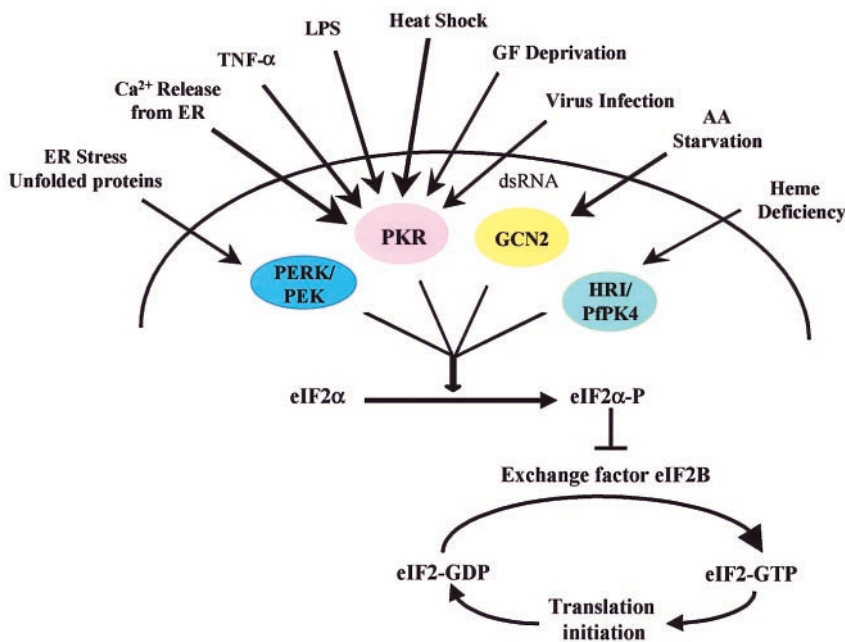 LPS
Heat Shock
TNF-α
GF Deprivation
Ca²⁺ Release
from ER
Virus Infection
AA
Starvation
ER Stress
Unfolded proteins
dsRNA
Heme
Deficiency
PKR
GCN2
PERK/
PEK
HRI/
PfPK4
eIF2α
eIF2α-P
Exchange factor eIF2B
eIF2-GDP
eIF2-GTP
Translation
initiation